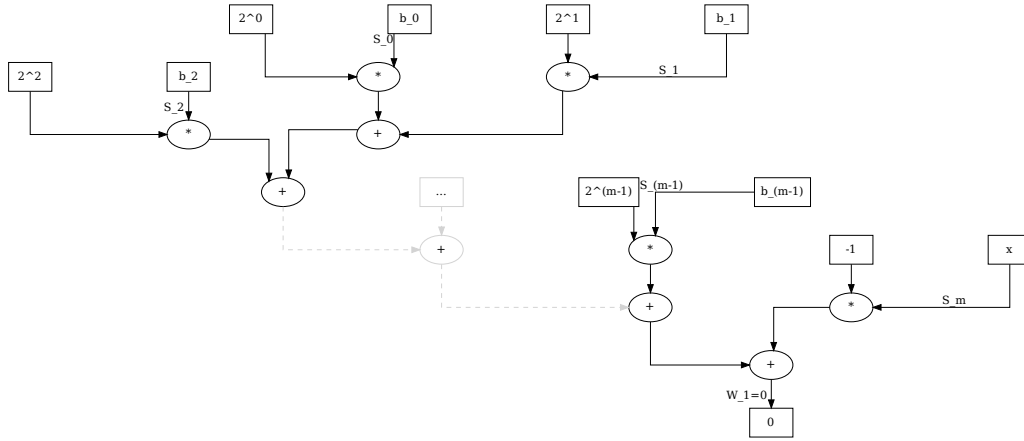 2^0
b_0
2^1
b_1
S_0
2^2
b_2
*
*
S_1
S_2
*
+
+
...
2^(m-1)
S_(m-1)
b_(m-1)
+
*
-1
x
+
*
S_m
+
W_1=0
0